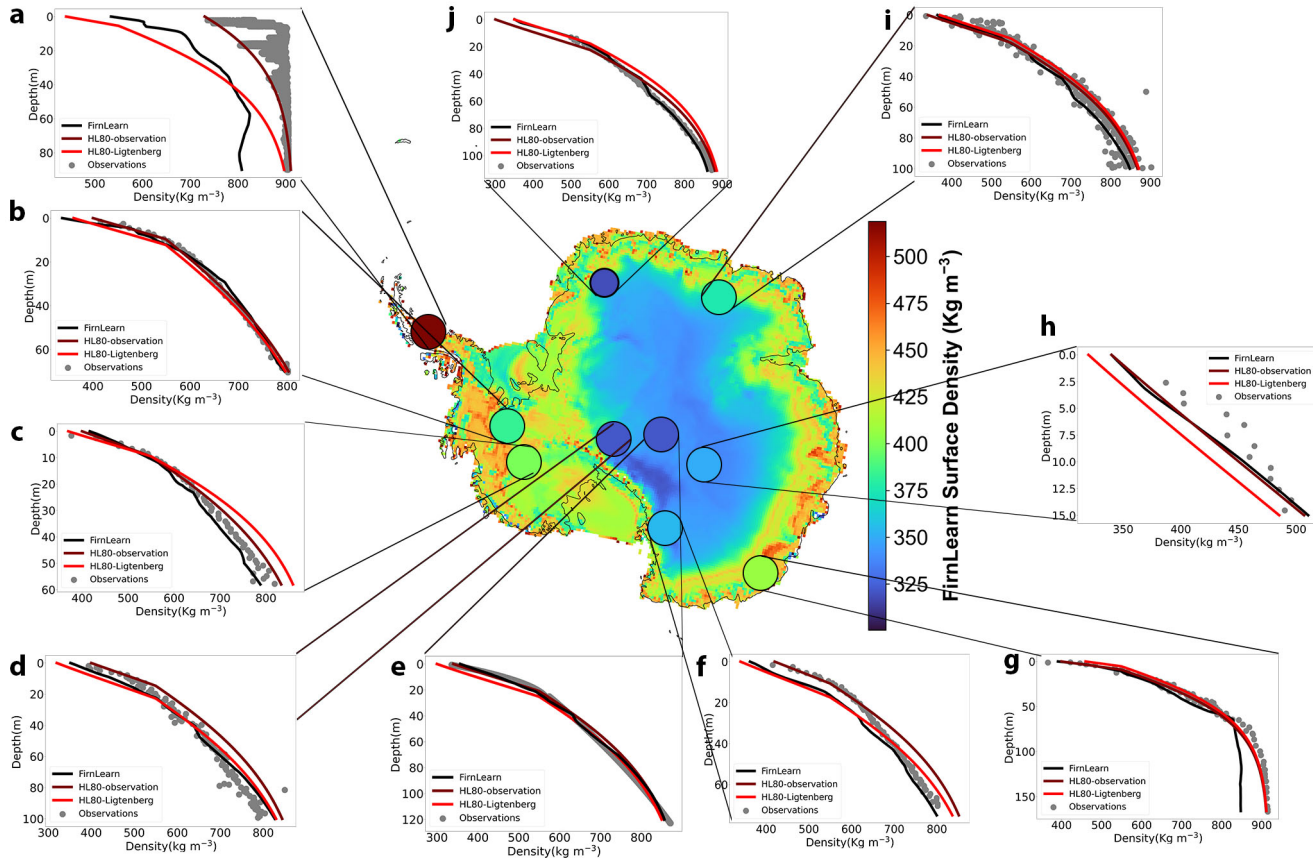 a
0
20
40
60
80
Depth(m)
FirnLearn
HL80-observation
HL80-Ligtenberg
Observations
500 600 700 800 900
Density(Kg m⁻³)
j
0
20
40
60
80
100
Depth(m)
FirnLearn
HL80-observation
HL80-Ligtenberg
Observations
300 400 500 600 700 800 900
Density(Kg m⁻³)
i
0
20
40
60
80
100
Depth(m)
FirnLearn
HL80-observation
HL80-Ligtenberg
Observations
400 500 600 700 800 900
Density(Kg m⁻³)
b
0
20
40
60
Depth(m)
FirnLearn
HL80-observation
HL80-Ligtenberg
Observations
400 500 600 700 800
Density(Kg m⁻³)
500
475
450
425
400
375
350
325
FirnLearn Surface Density (Kg m⁻³)
h
0.0
2.5
5.0
7.5
10.0
12.5
15.0
Depth(m)
FirnLearn
HL80-observation
HL80-Ligtenberg
Observations
350 400 450 500
Density(kg m⁻³)
c
0
10
20
30
40
50
60
Depth(m)
FirnLearn
HL80-observation
HL80-Ligtenberg
Observations
400 500 600 700 800
Density(Kg m⁻³)
d
0
20
40
60
80
100
Depth(m)
FirnLearn
HL80-observation
HL80-Ligtenberg
Observations
300 400 500 600 700 800
Density(Kg m⁻³)
e
0
20
40
60
80
100
120
Depth(m)
FirnLearn
HL80-observation
HL80-Ligtenberg
Observations
300 400 500 600 700 800
Density(kg m⁻³)
f
0
20
40
60
Depth(m)
FirnLearn
HL80-observation
HL80-Ligtenberg
Observations
400 500 600 700 800
Density(Kg m⁻³)
g
0
50
100
150
Depth(m)
FirnLearn
HL80-observation
HL80-Ligtenberg
Observations
400 500 600 700 800 900
Density(Kg m⁻³)